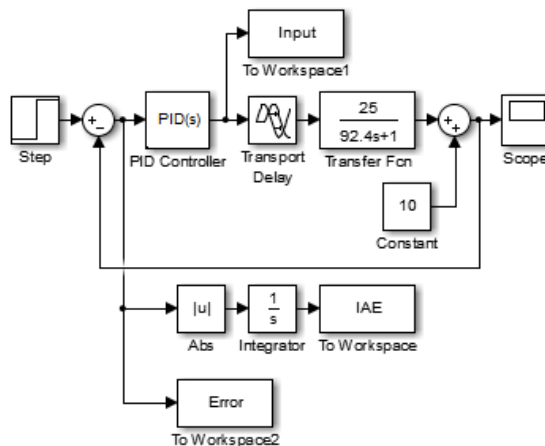 Input
To Workspace1
Step
+
−
PID(s)
PID Controller
Transport
Delay
25
92.4s+1
Transfer Fcn
+
+
Scope
10
Constant
|u|
Abs
1
s
Integrator
IAE
To Workspace
Error
To Workspace2